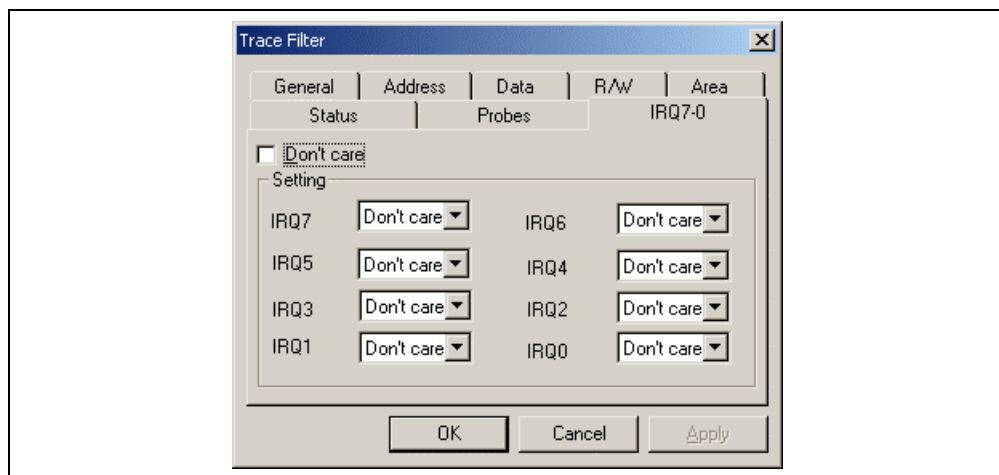 Trace Filter
General Address Data R/W Area
Status Probes IRQ7-0
Don't care
Setting
IRQ7 Don't care IRQ6 Don't care
IRQ5 Don't care IRQ4 Don't care
IRQ3 Don't care IRQ2 Don't care
IRQ1 Don't care IRQ0 Don't care
OK Cancel Apply